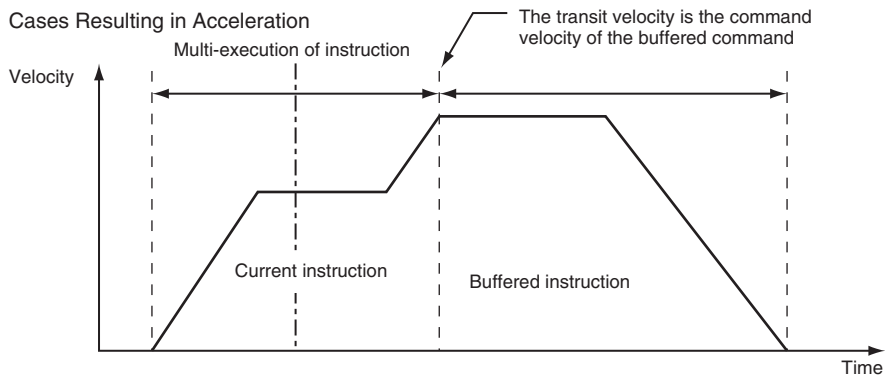 Cases Resulting in Acceleration
The transit velocity is the command
velocity of the buffered command
Multi-execution of instruction
Velocity
Current instruction
Buffered instruction
Time